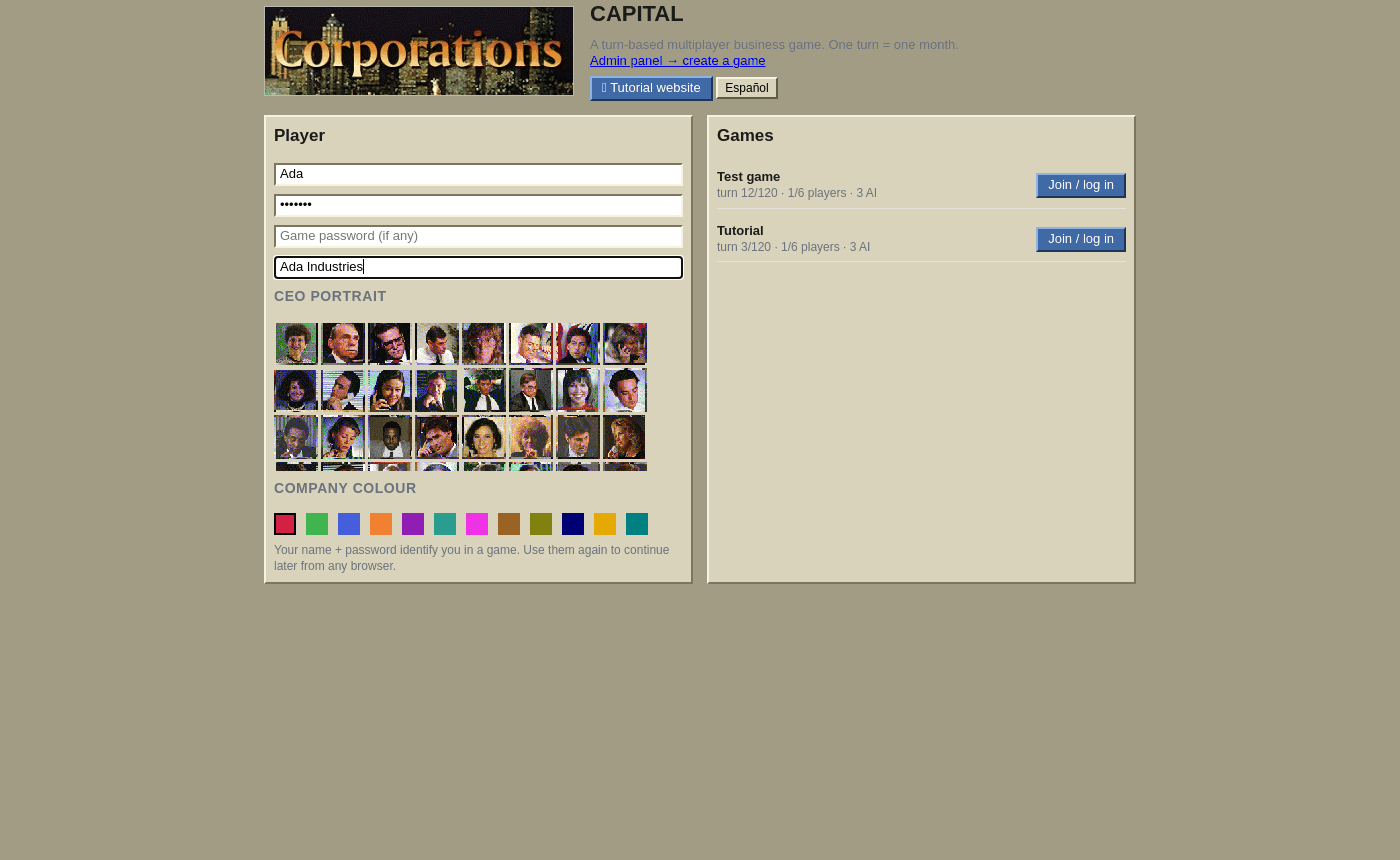 Corporations
CAPITAL
A turn-based multiplayer business game. One turn = one month.
Admin panel → create a game
Tutorial website
Español
Player
Ada
•••••••
Game password (if any)
Ada Industries
CEO PORTRAIT
COMPANY COLOUR
Your name + password identify you in a game. Use them again to continue
later from any browser.
Games
Test game
turn 12/120 · 1/6 players · 3 AI
Join / log in
Tutorial
turn 3/120 · 1/6 players · 3 AI
Join / log in